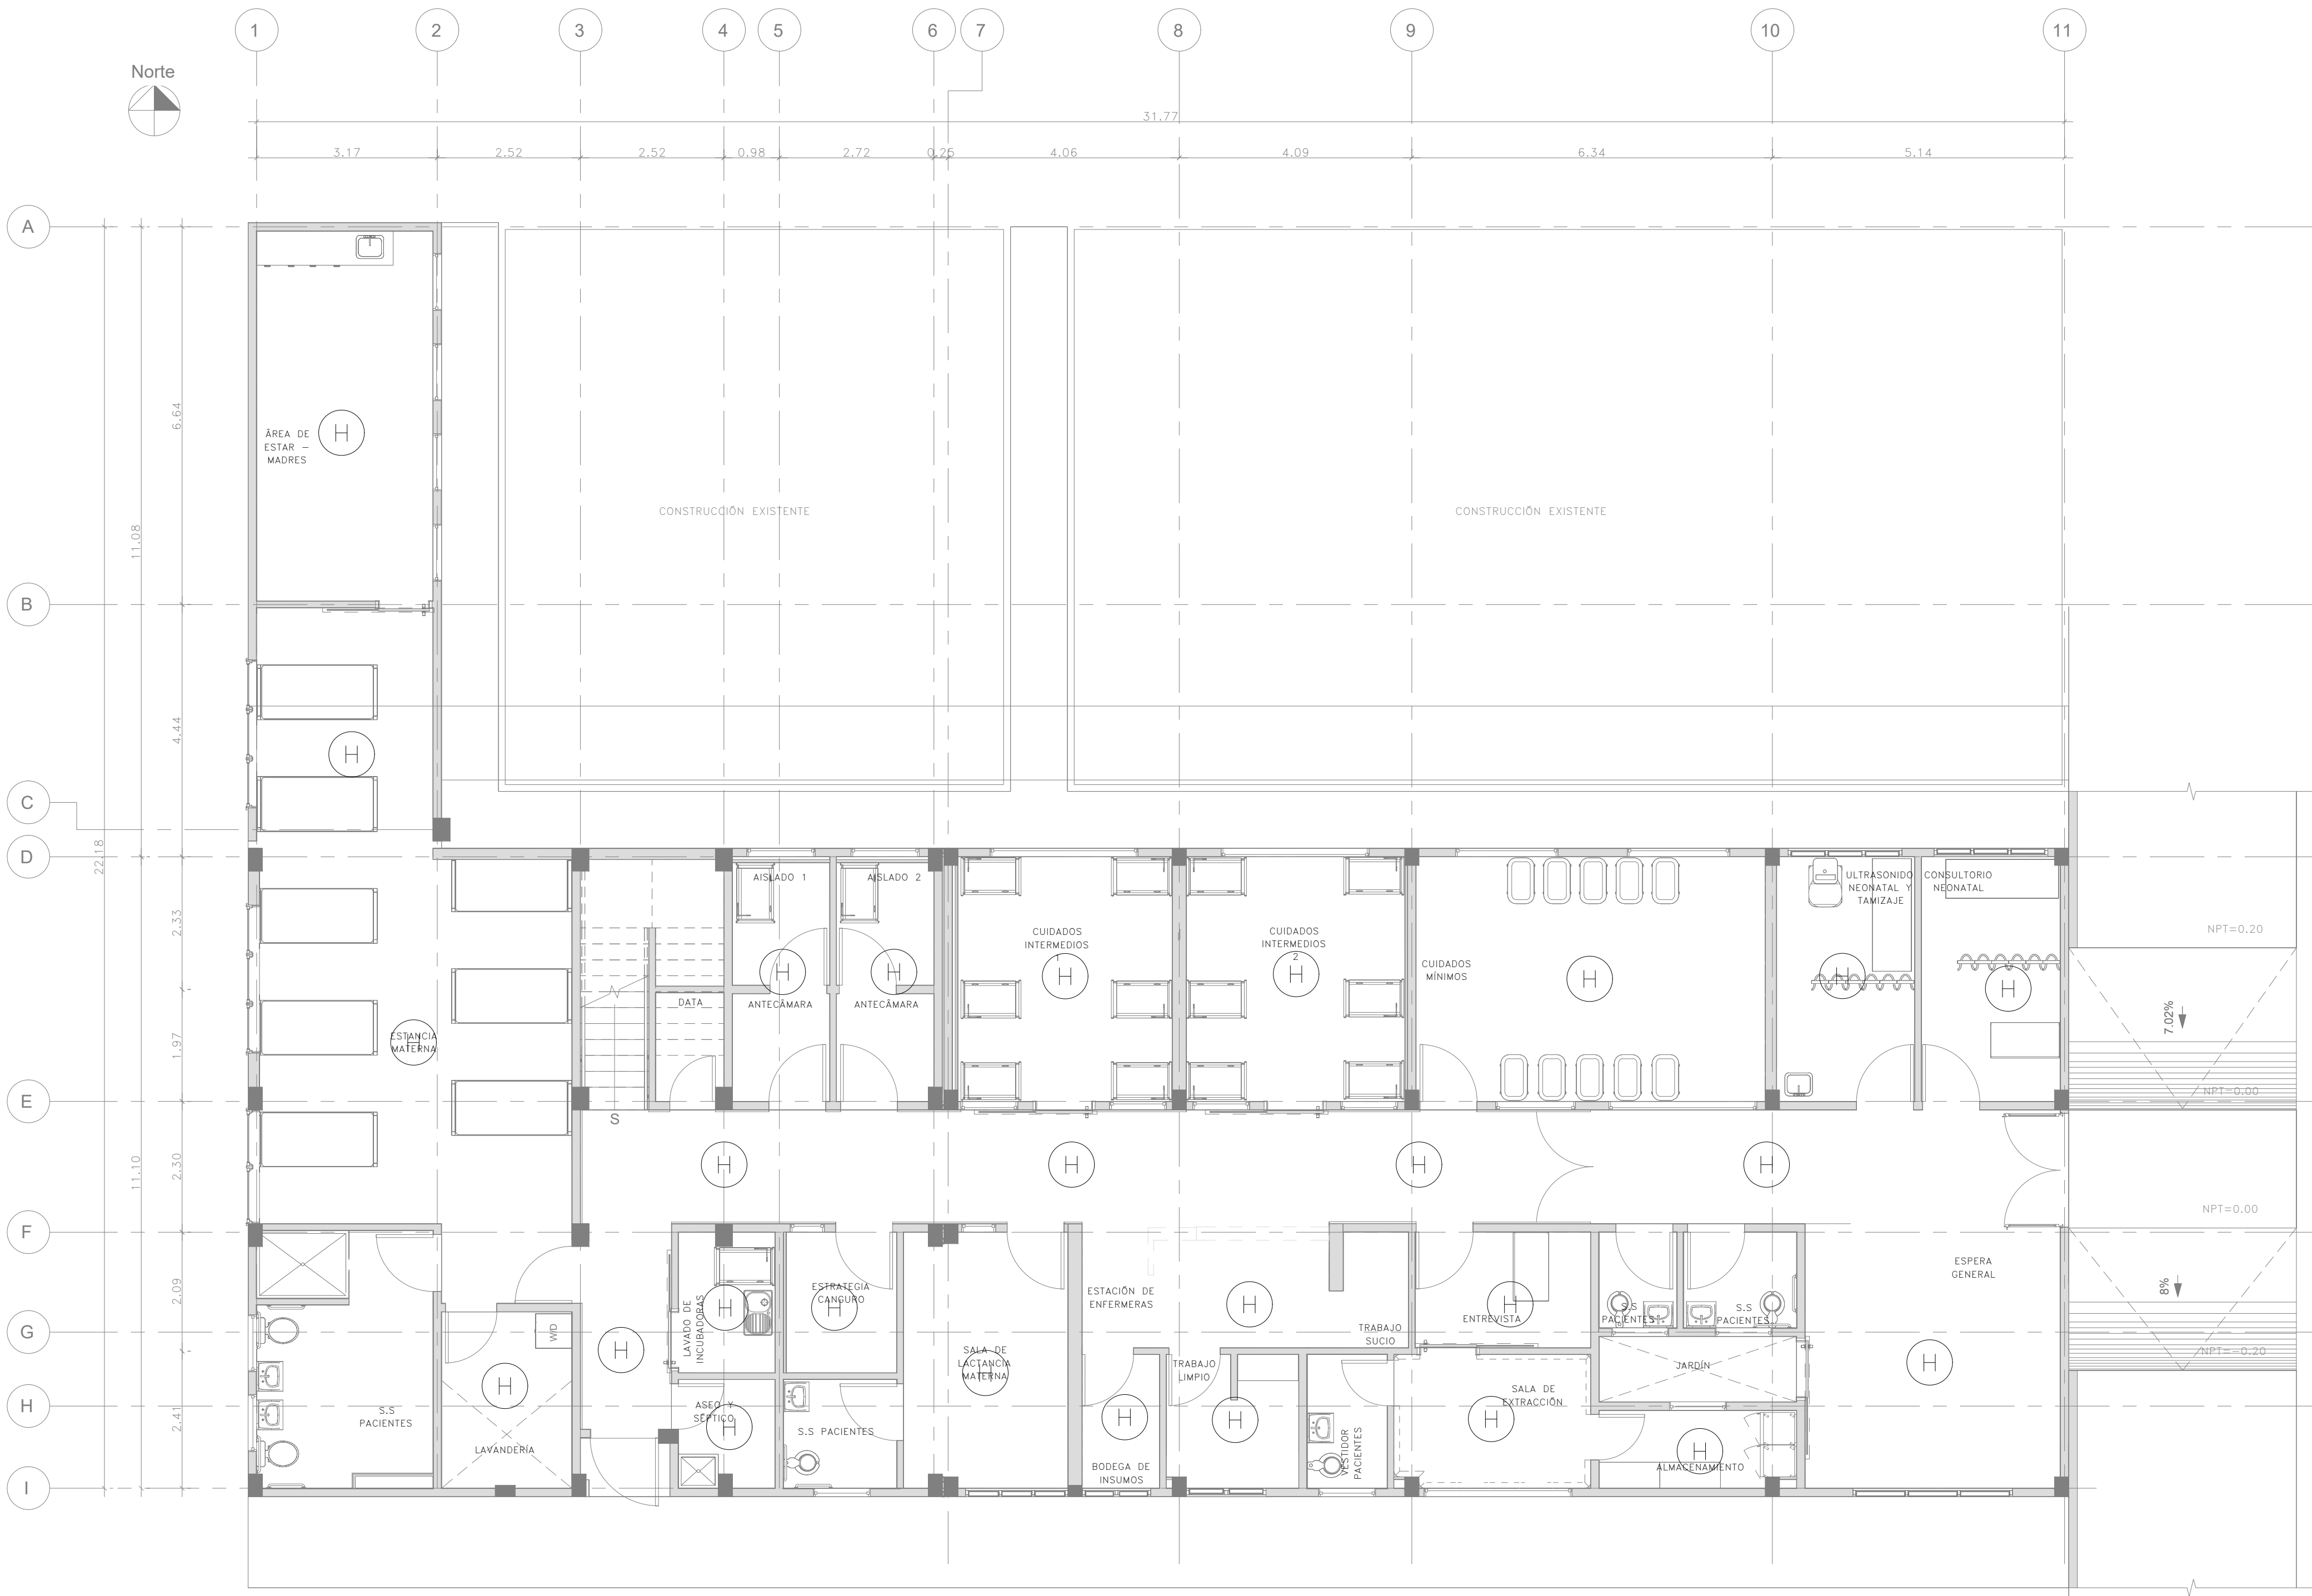 1 2 3 4 5 6 7 8 9 10 11
Norte
31.77
3.17 2.52 2.52 0.98 2.72 0.25 4.06 4.09 6.34 5.14
A
B
C
D
E
F
G
H
I
22.18
11.08
11.10
6.64
4.44
2.33
1.97
2.30
2.09
2.41
ÁREA DE
ESTAR –
MADRES
H
CONSTRUCCIÓN EXISTENTE
CONSTRUCCIÓN EXISTENTE
H
AISLADO 1
AISLADO 2
ULTRASONIDO
NEONATAL Y
TAMIZAJE
CONSULTORIO
NEONATAL
CUIDADOS
INTERMEDIOS
1
CUIDADOS
INTERMEDIOS
2
CUIDADOS
MÍNIMOS
NPT=0.20
H H H H H H H
DATA
ANTECÁMARA
ANTECÁMARA
7.02%
ESTANCIA
MATERNA
H
NPT=0.00
S
H H H H
NPT=0.00
ESPERA
GENERAL
8%
ESTRATEGIA
CANGURO
H
LAVADO DE
INCUBADORAS
H
ESTACIÓN DE
ENFERMERAS
H
ENTREVISTA
H
S.S
PACIENTES
S.S
PACIENTES
WD
TRABAJO
SUCIO
H
SALA DE
LACTANCIA
MATERNA
H
TRABAJO
LIMPIO
JARDÍN
H
NPT=-0.20
H
SALA DE
EXTRACCIÓN
H
S.S
PACIENTES
ASEO Y
SÉPTICO
H
S.S PACIENTES
H
H
LAVANDERÍA
VESTIDOR
PACIENTES
BODEGA DE
INSUMOS
H
ALMACENAMIENTO